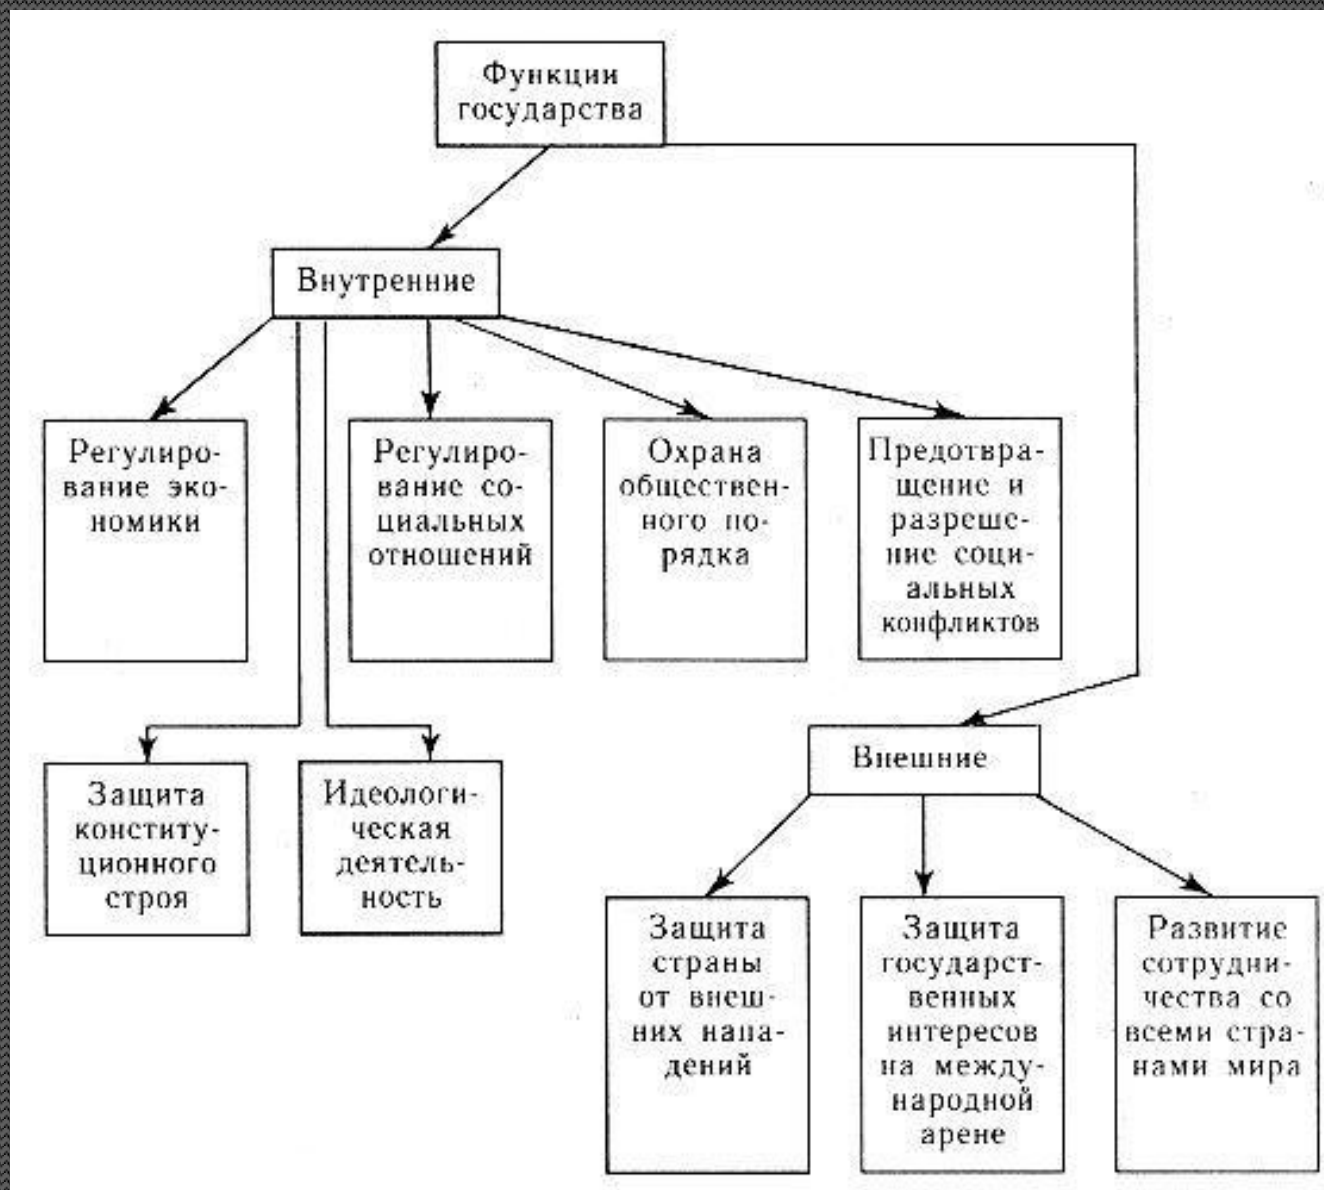 Функции
государства
Внутренние
Регулиро-
вание эко-
номики
Регулиро-
вание со-
циальных
отношений
Охрана
обществен-
ного по-
рядка
Предотвра-
щение и
разреше-
ние соци-
альных
конфликтов
Защита
конститу-
ционного
строя
Идеологи-
ческая
деятель-
ность
Внешние
Защита
страны
от внеш-
них напа-
дений
Защита
государст-
венных
интересов
на между-
народной
арене
Развитие
сотрудни-
чества со
всеми стра-
нами мира